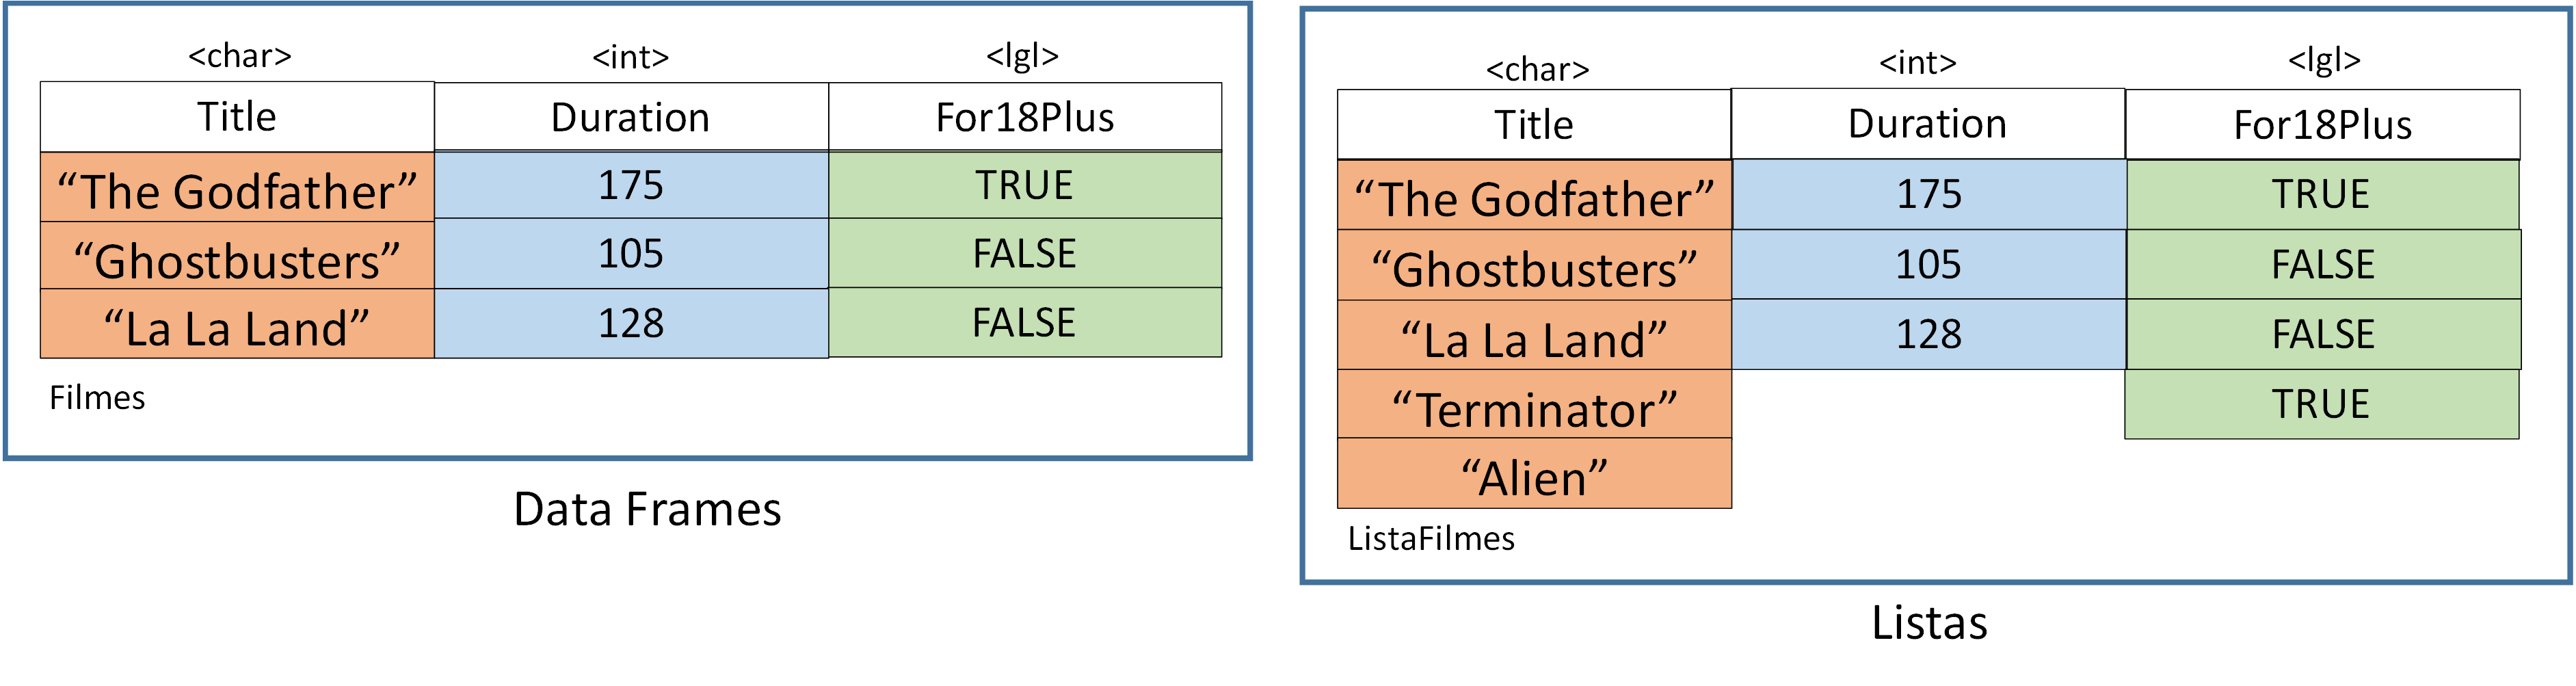 <char> <int> <lgl>
Title Duration For18Plus
“The Godfather” 175 TRUE
“Ghostbusters” 105 FALSE
“La La Land” 128 FALSE
Filmes
Data Frames
<char> <int> <lgl>
Title Duration For18Plus
“The Godfather” 175 TRUE
“Ghostbusters” 105 FALSE
“La La Land” 128 FALSE
“Terminator” TRUE
“Alien”
ListaFilmes
Listas